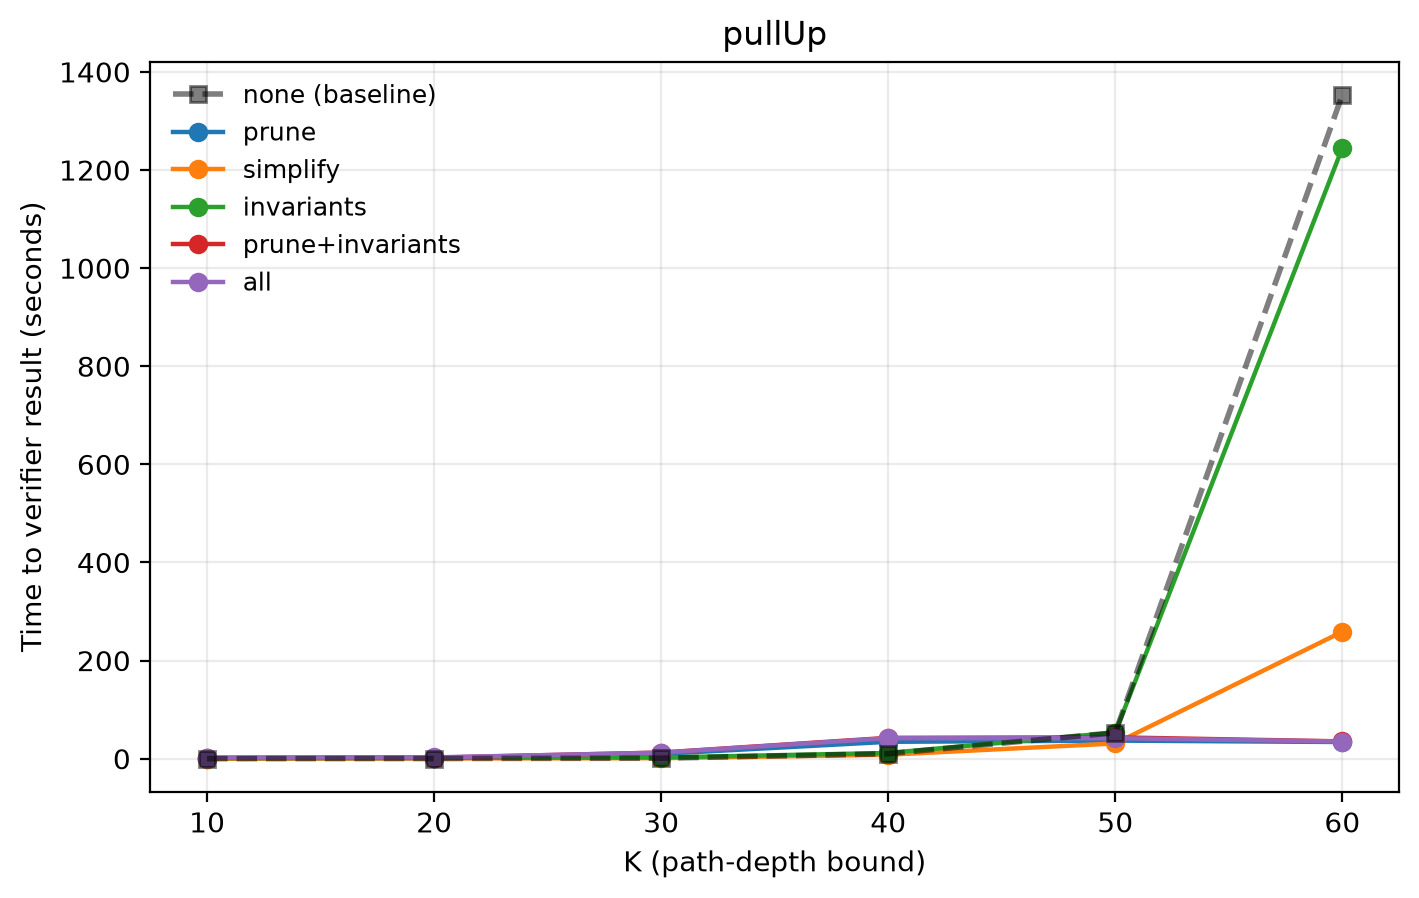 pullUp
1400
1200
1000
800
600
400
200
0
Time to verifier result (seconds)
none (baseline)
prune
simplify
invariants
prune+invariants
all
10 20 30 40 50 60
K (path-depth bound)